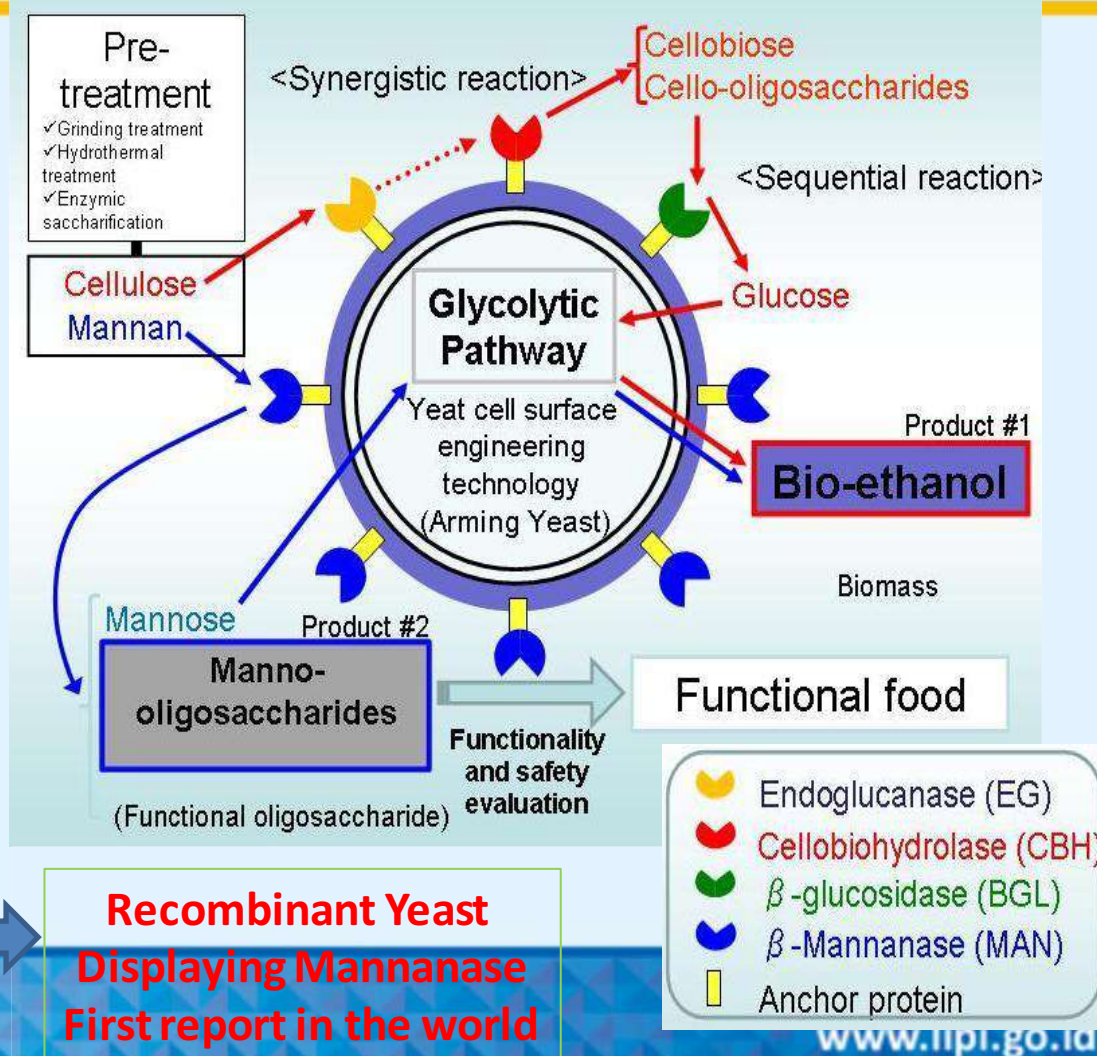 Pre-
treatment
✓Grinding treatment
✓Hydrothermal
treatment
✓Enzymic
saccharification
<Synergistic reaction>
Cellobiose
Cello-oligosaccharides
<Sequential reaction>
Cellulose
Mannan
Glucose
Glycolytic
Pathway
Yeat cell surface
engineering
technology
(Arming Yeast)
Product #1
Bio-ethanol
Biomass
Mannose
Product #2
Manno-
oligosaccharides
(Functional oligosaccharide)
Functionality
and safety
evaluation
Functional food
Endoglucanase (EG)
Cellobiohydrolase (CBH)
β-glucosidase (BGL)
β-Mannanase (MAN)
Anchor protein
Recombinant Yeast
Displaying Mannanase
First report in the world
www.lipi.go.id